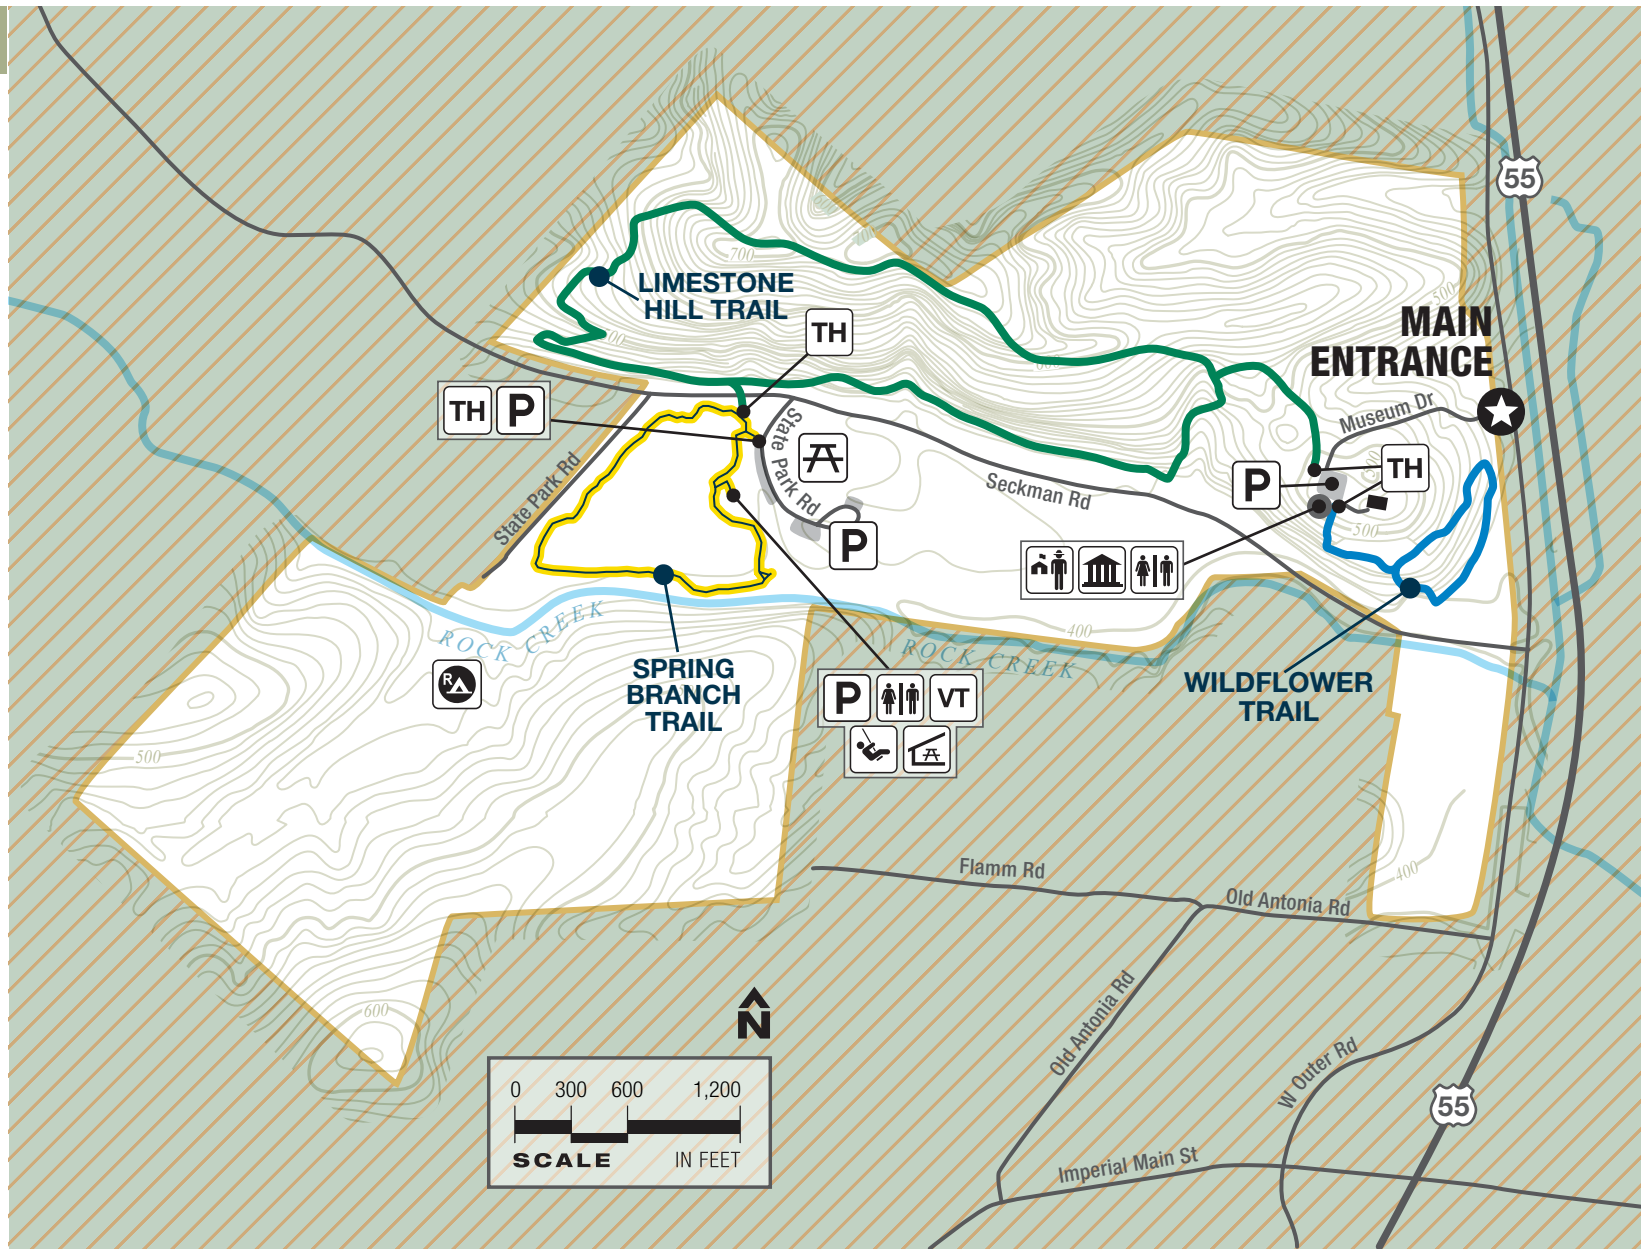 55
700
LIMESTONE
HILL TRAIL
500
MAIN
ENTRANCE
TH
600
TH P
State Park Rd
Museum Dr
TH
P
Seckman Rd
500
State Park Rd
P
400
ROCK CREEK
ROCK CREEK
R
SPRING
BRANCH
TRAIL
P
VT
WILDFLOWER
TRAIL
500
Flamm Rd
Old Antonia Rd
400
600
N
Old Antonia Rd
W Outer Rd
55
0 300 600 1,200
SCALE IN FEET
Imperial Main St